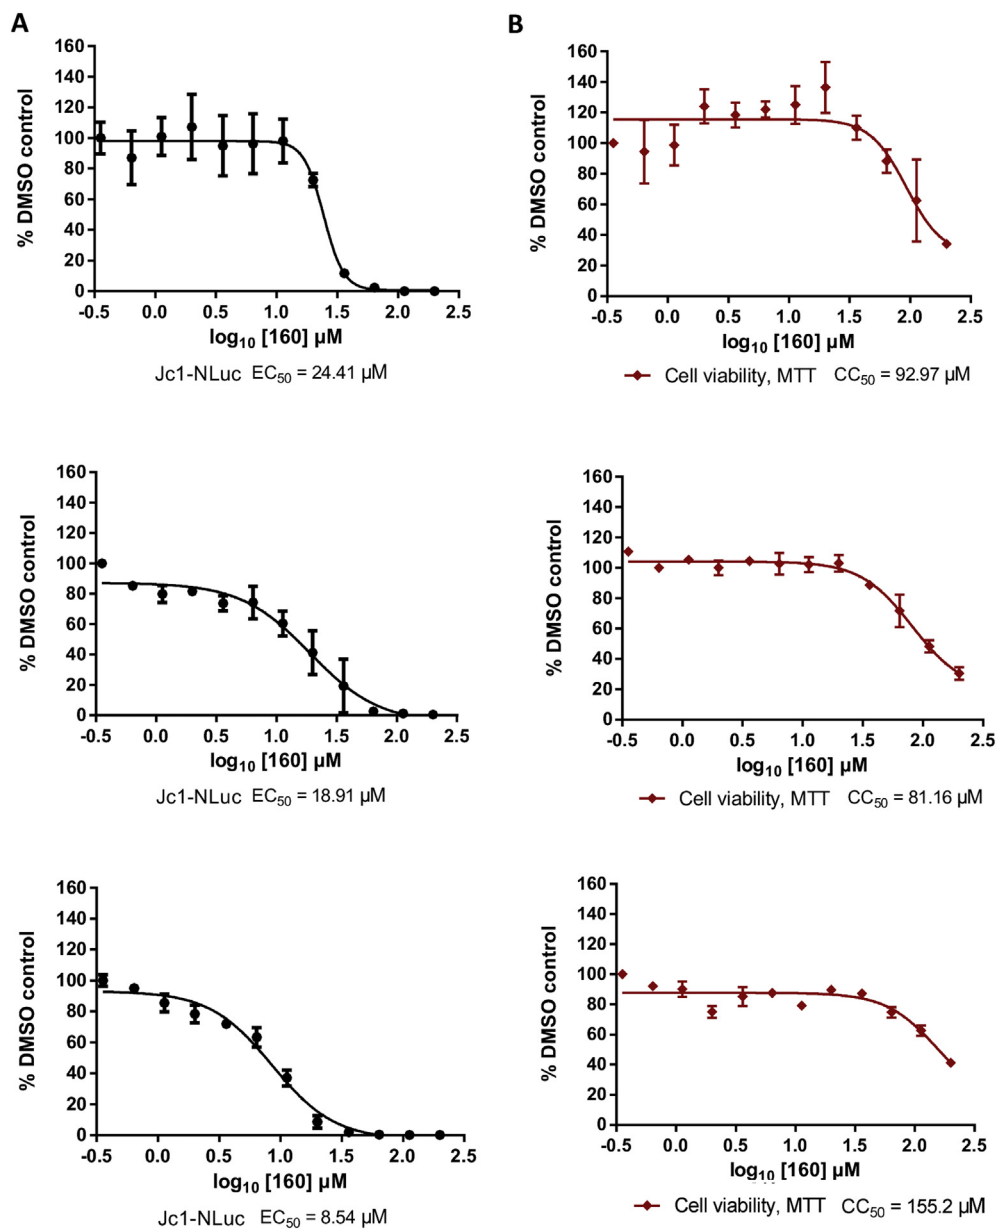 A
B
% DMSO control
160
140
120
100
80
60
40
20
0
-0.5 0.0 0.5 1.0 1.5 2.0 2.5
log10 [160] µM
Jc1-NLuc EC50 = 24.41 µM
% DMSO control
160
140
120
100
80
60
40
20
0
-0.5 0.0 0.5 1.0 1.5 2.0 2.5
log10 [160] µM
Cell viability, MTT CC50 = 92.97 µM
% DMSO control
160
140
120
100
80
60
40
20
0
-0.5 0.0 0.5 1.0 1.5 2.0 2.5
log10 [160] µM
Jc1-NLuc EC50 = 18.91 µM
% DMSO control
160
140
120
100
80
60
40
20
0
-0.5 0.0 0.5 1.0 1.5 2.0 2.5
log10 [160] µM
Cell viability, MTT CC50 = 81.16 µM
% DMSO control
160
140
120
100
80
60
40
20
0
-0.5 0.0 0.5 1.0 1.5 2.0 2.5
log10 [160] µM
Jc1-NLuc EC50 = 8.54 µM
% DMSO control
160
140
120
100
80
60
40
20
0
-0.5 0.0 0.5 1.0 1.5 2.0 2.5
log10 [160] µM
Cell viability, MTT CC50 = 155.2 µM